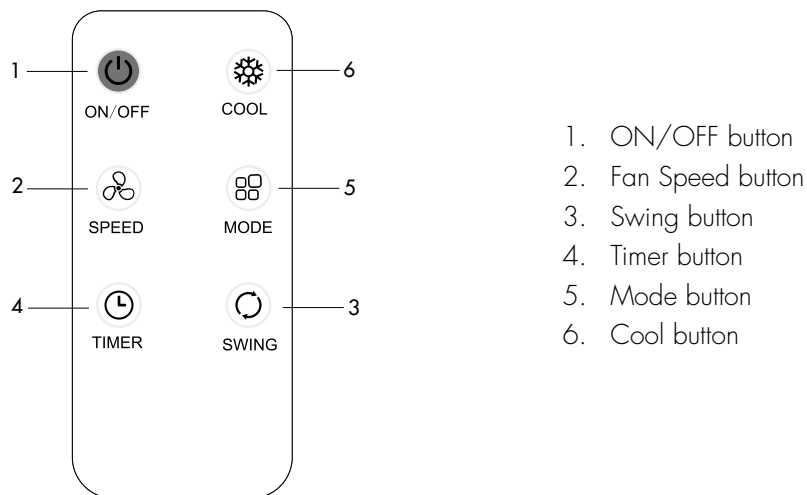 1
6
ON/OFF
COOL
2
5
SPEED
MODE
4
3
TIMER
SWING
1. ON/OFF button
2. Fan Speed button
3. Swing button
4. Timer button
5. Mode button
6. Cool button